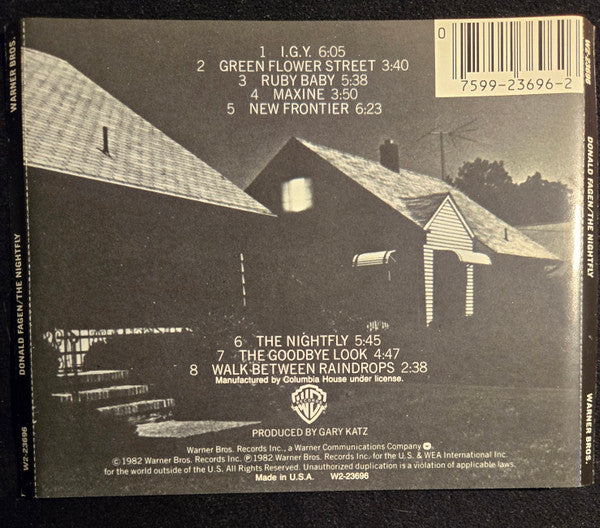 1 I.G.Y. 6:05
2 GREEN FLOWER STREET 3:40
3 RUBY BABY 5:38
4 MAXINE 3:50
5 NEW FRONTIER 6:23
0
7599-23696-2
6 THE NIGHTFLY 5:45
7 THE GOODBYE LOOK 4:47
8 WALK BETWEEN RAINDROPS 2:38
Manufactured by Columbia House under license.
PRODUCED BY GARY KATZ
Warner Bros. Records Inc., a Warner Communications Company
© 1982 Warner Bros. Records Inc. ℗ 1982 Warner Bros. Records Inc. for the U.S. & WEA International Inc.
for the world outside of the U.S. All Rights Reserved. Unauthorized duplication is a violation of applicable laws.
Made in U.S.A. W2-23696
WARNER BROS.
DONALD FAGEN/THE NIGHTFLY
W2-23696
W2-23696
DONALD FAGEN/THE NIGHTFLY
WARNER BROS.